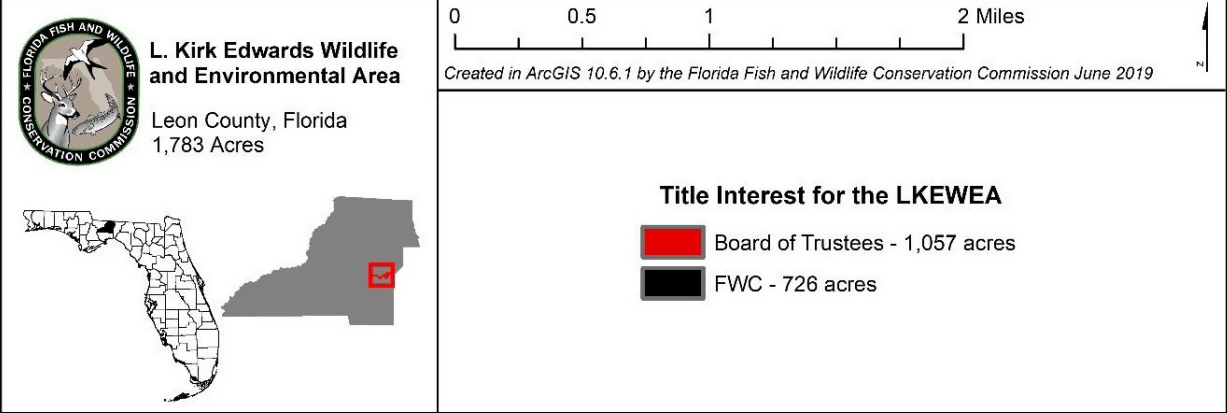 FLORIDA FISH AND WILDLIFE
CONSERVATION COMMISSION
L. Kirk Edwards Wildlife
and Environmental Area
Leon County, Florida
1,783 Acres
0 0.5 1 2 Miles
Created in ArcGIS 10.6.1 by the Florida Fish and Wildlife Conservation Commission June 2019
N
Title Interest for the LKEWEA
Board of Trustees - 1,057 acres
FWC - 726 acres